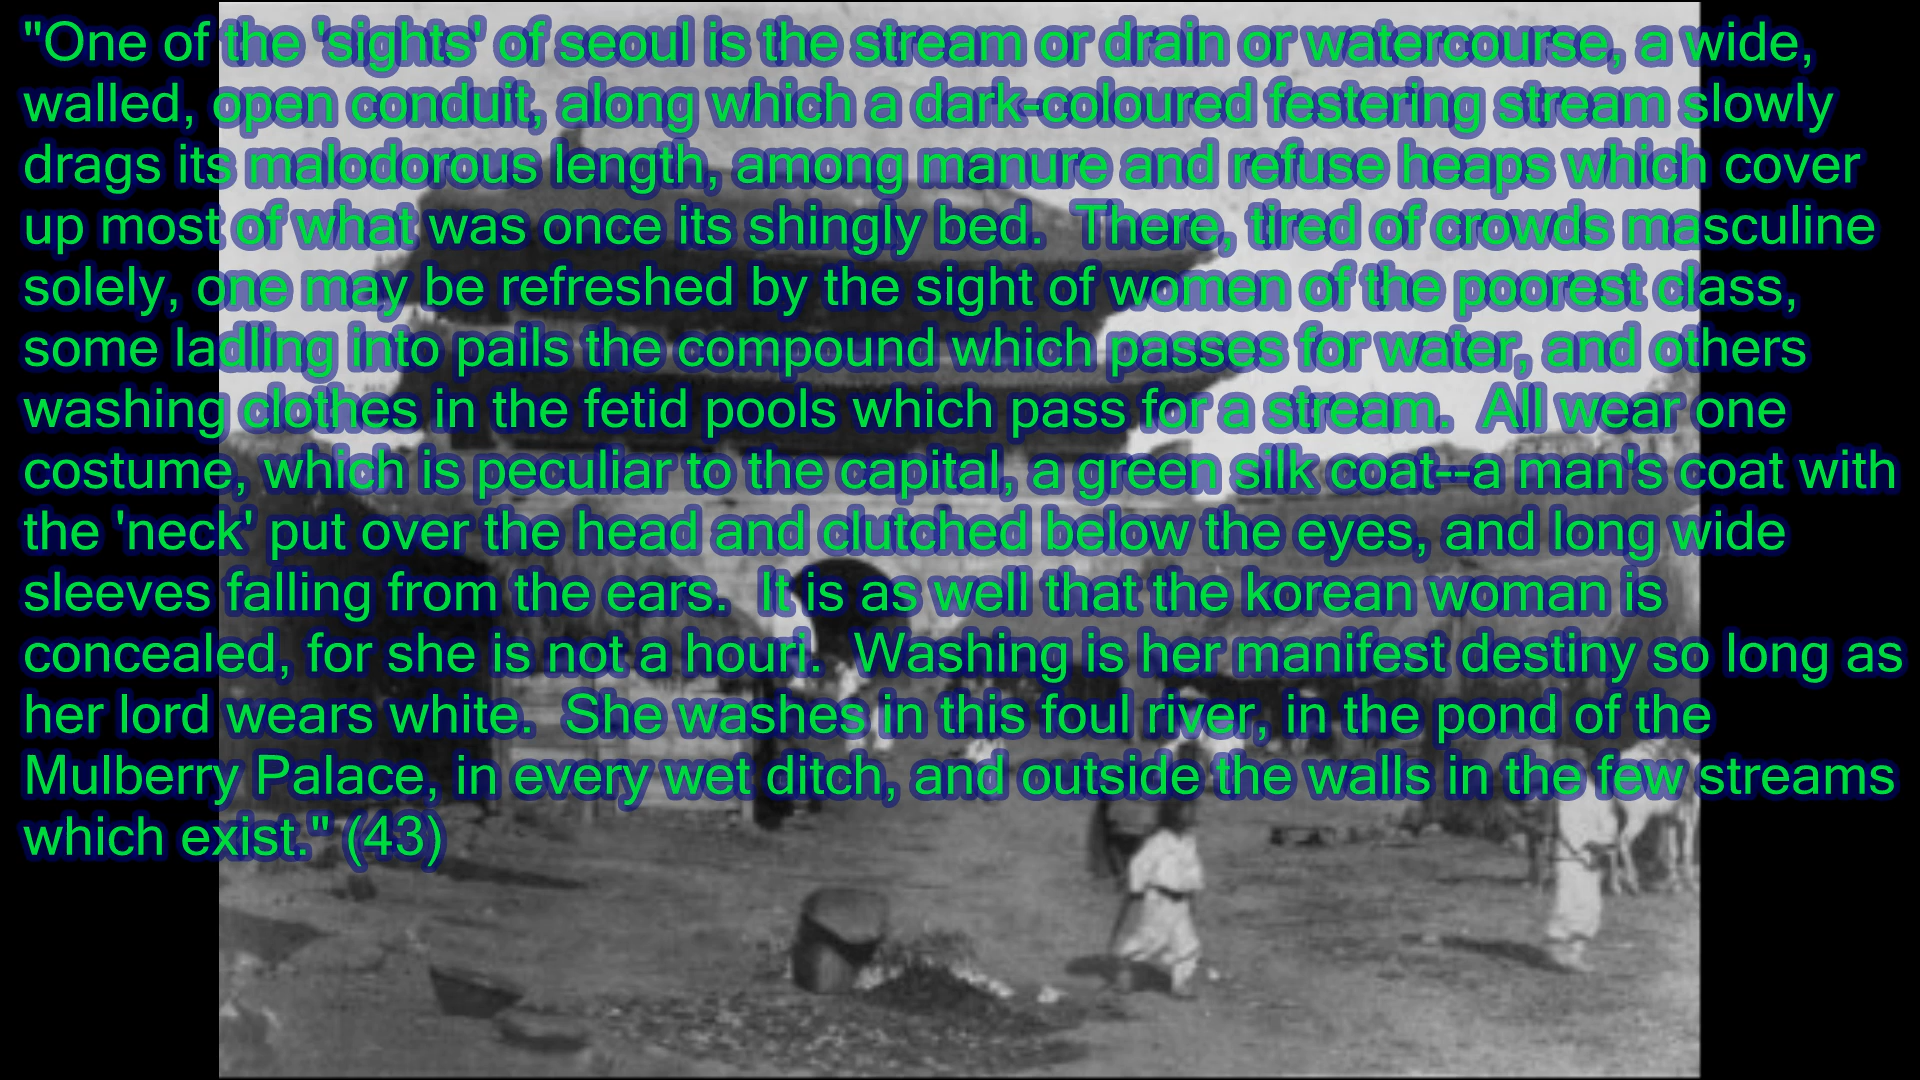 "One of the 'sights' of seoul is the stream or drain or watercourse, a wide,
walled, open conduit, along which a dark-coloured festering stream slowly
drags its malodorous length, among manure and refuse heaps which cover
up most of what was once its shingly bed.  There, tired of crowds masculine
solely, one may be refreshed by the sight of women of the poorest class,
some ladling into pails the compound which passes for water, and others
washing clothes in the fetid pools which pass for a stream.  All wear one
costume, which is peculiar to the capital, a green silk coat--a man's coat with
the 'neck' put over the head and clutched below the eyes, and long wide
sleeves falling from the ears.  It is as well that the korean woman is
concealed, for she is not a houri.  Washing is her manifest destiny so long as
her lord wears white.  She washes in this foul river, in the pond of the
Mulberry Palace, in every wet ditch, and outside the walls in the few streams
which exist." (43)